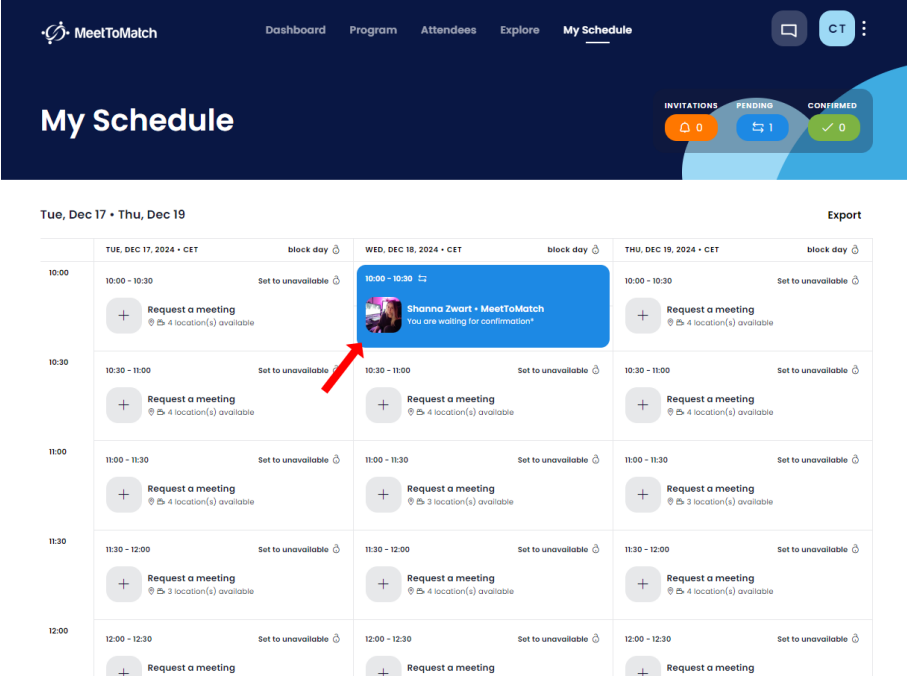 MeetToMatch
Dashboard Program Attendees Explore My Schedule
CT
My Schedule
INVITATIONS PENDING CONFIRMED
0 1 0
Tue, Dec 17 • Thu, Dec 19
Export
TUE, DEC 17, 2024 • CET block day WED, DEC 18, 2024 • CET block day THU, DEC 19, 2024 • CET block day
10:00
10:00 - 10:30 Set to unavailable 10:00 - 10:30 10:00 - 10:30 Set to unavailable
Request a meeting Shanna Zwart • MeetToMatch Request a meeting
4 location(s) available You are waiting for confirmation* 4 location(s) available
10:30
10:30 - 11:00 Set to unavailable 10:30 - 11:00 Set to unavailable 10:30 - 11:00 Set to unavailable
Request a meeting Request a meeting Request a meeting
4 location(s) available 4 location(s) available 4 location(s) available
11:00
11:00 - 11:30 Set to unavailable 11:00 - 11:30 Set to unavailable 11:00 - 11:30 Set to unavailable
Request a meeting Request a meeting Request a meeting
4 location(s) available 3 location(s) available 3 location(s) available
11:30
11:30 - 12:00 Set to unavailable 11:30 - 12:00 Set to unavailable 11:30 - 12:00 Set to unavailable
Request a meeting Request a meeting Request a meeting
3 location(s) available 4 location(s) available 4 location(s) available
12:00
12:00 - 12:30 Set to unavailable 12:00 - 12:30 Set to unavailable 12:00 - 12:30 Set to unavailable
Request a meeting Request a meeting Request a meeting